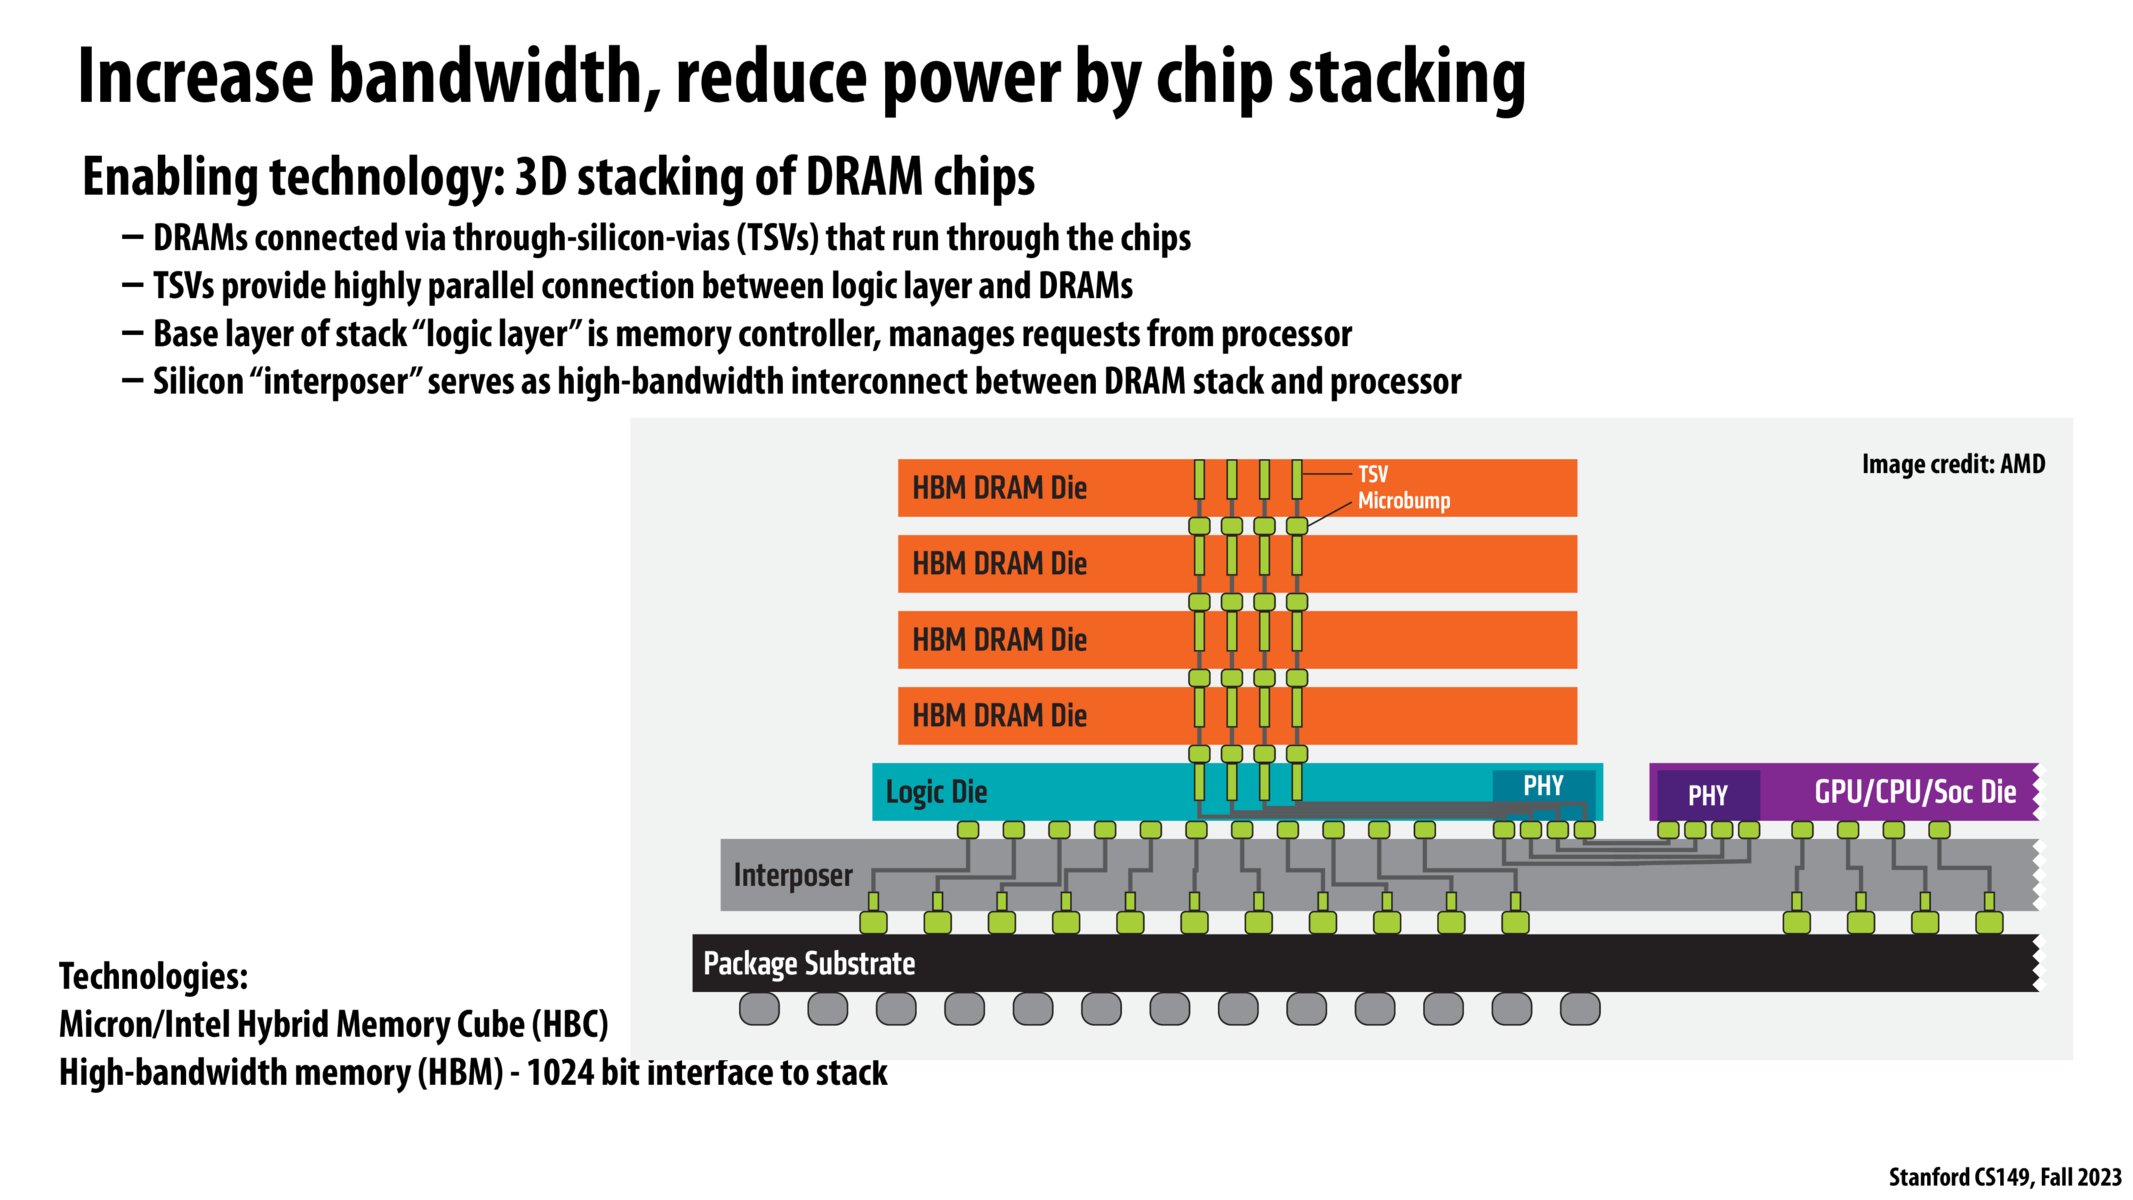 Increase bandwidth, reduce power by chip stacking
Enabling technology: 3D stacking of DRAM chips
– DRAMs connected via through-silicon-vias (TSVs) that run through the chips
– TSVs provide highly parallel connection between logic layer and DRAMs
– Base layer of stack “logic layer” is memory controller, manages requests from processor
– Silicon “interposer” serves as high-bandwidth interconnect between DRAM stack and processor
Image credit: AMD
HBM DRAM Die
TSV
Microbump
HBM DRAM Die
HBM DRAM Die
HBM DRAM Die
Logic Die
PHY
PHY
GPU/CPU/Soc Die
Interposer
Package Substrate
Technologies:
Micron/Intel Hybrid Memory Cube (HBC)
High-bandwidth memory (HBM) - 1024 bit interface to stack
Stanford CS149, Fall 2023